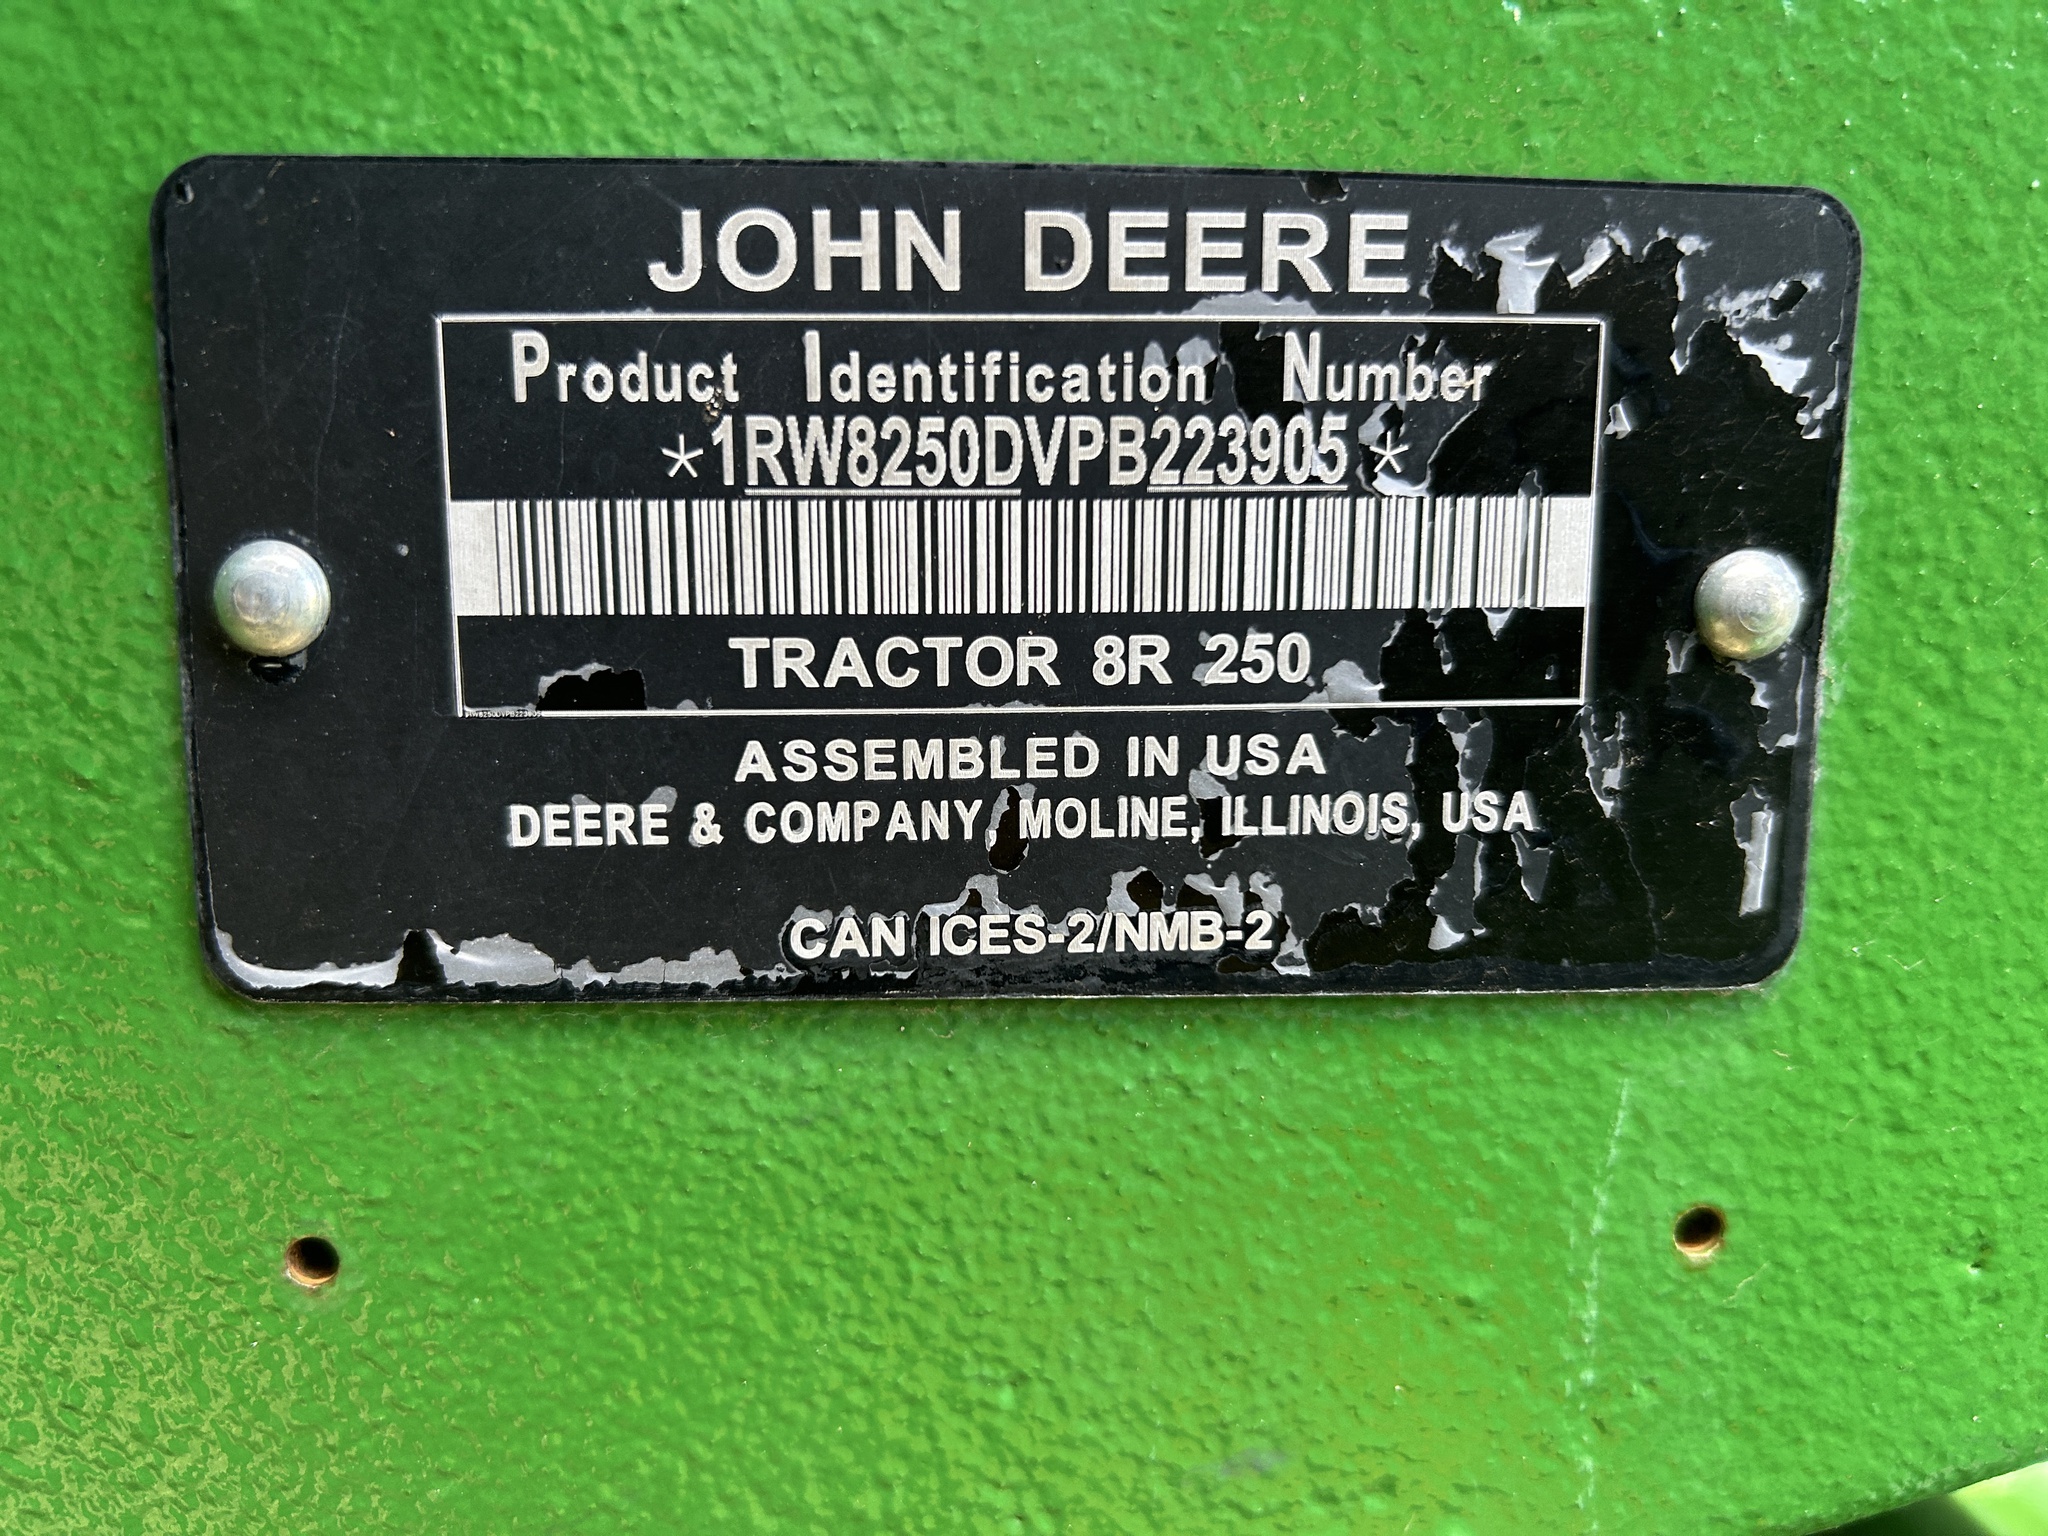 JOHN DEERE
Product Identification Number
*1RW8250DVPB223905*
TRACTOR 8R 250
1RW8250DVPB223905
ASSEMBLED IN USA
DEERE & COMPANY, MOLINE, ILLINOIS, USA
CAN ICES-2/NMB-2